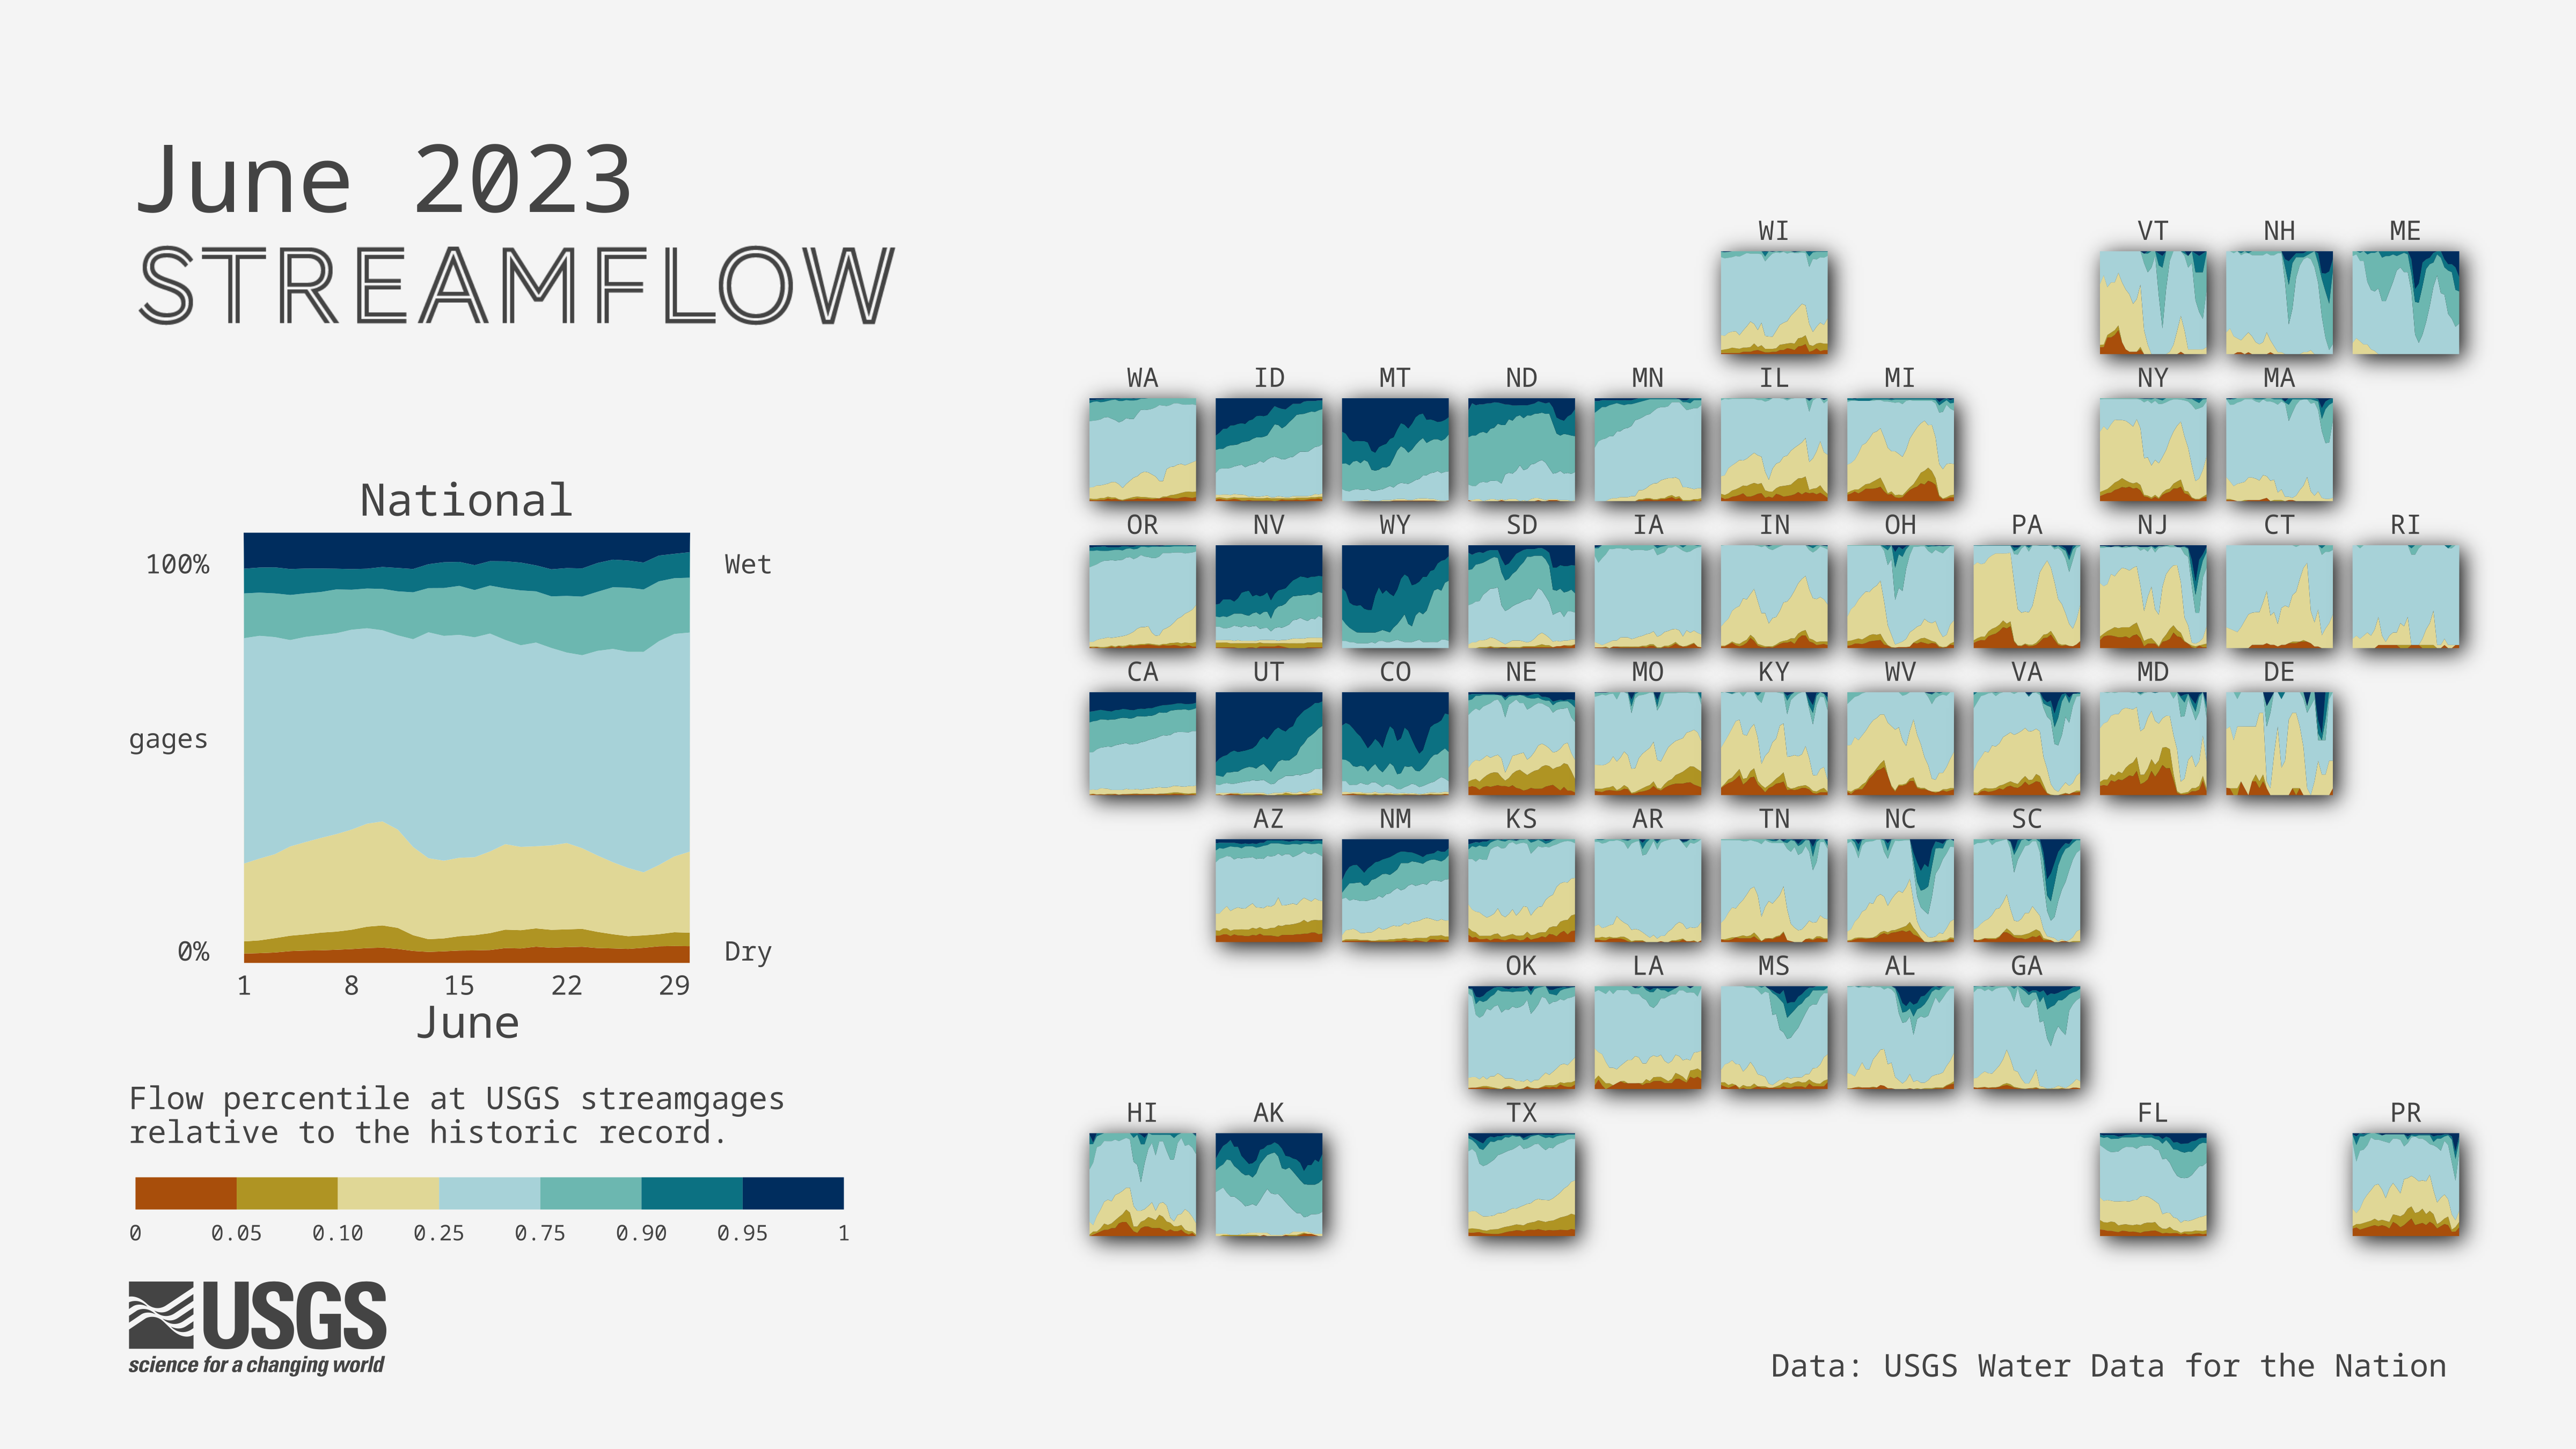 June 2023
STREAMFLOW
National
100%
Wet
gages
0%
Dry
1 8 15 22 29
June
Flow percentile at USGS streamgages
relative to the historic record.
0 0.05 0.10 0.25 0.75 0.90 0.95 1
USGS
science for a changing world
WI VT NH ME
WA ID MT ND MN IL MI NY MA
OR NV WY SD IA IN OH PA NJ CT RI
CA UT CO NE MO KY WV VA MD DE
AZ NM KS AR TN NC SC
OK LA MS AL GA
HI AK TX FL PR
Data: USGS Water Data for the Nation